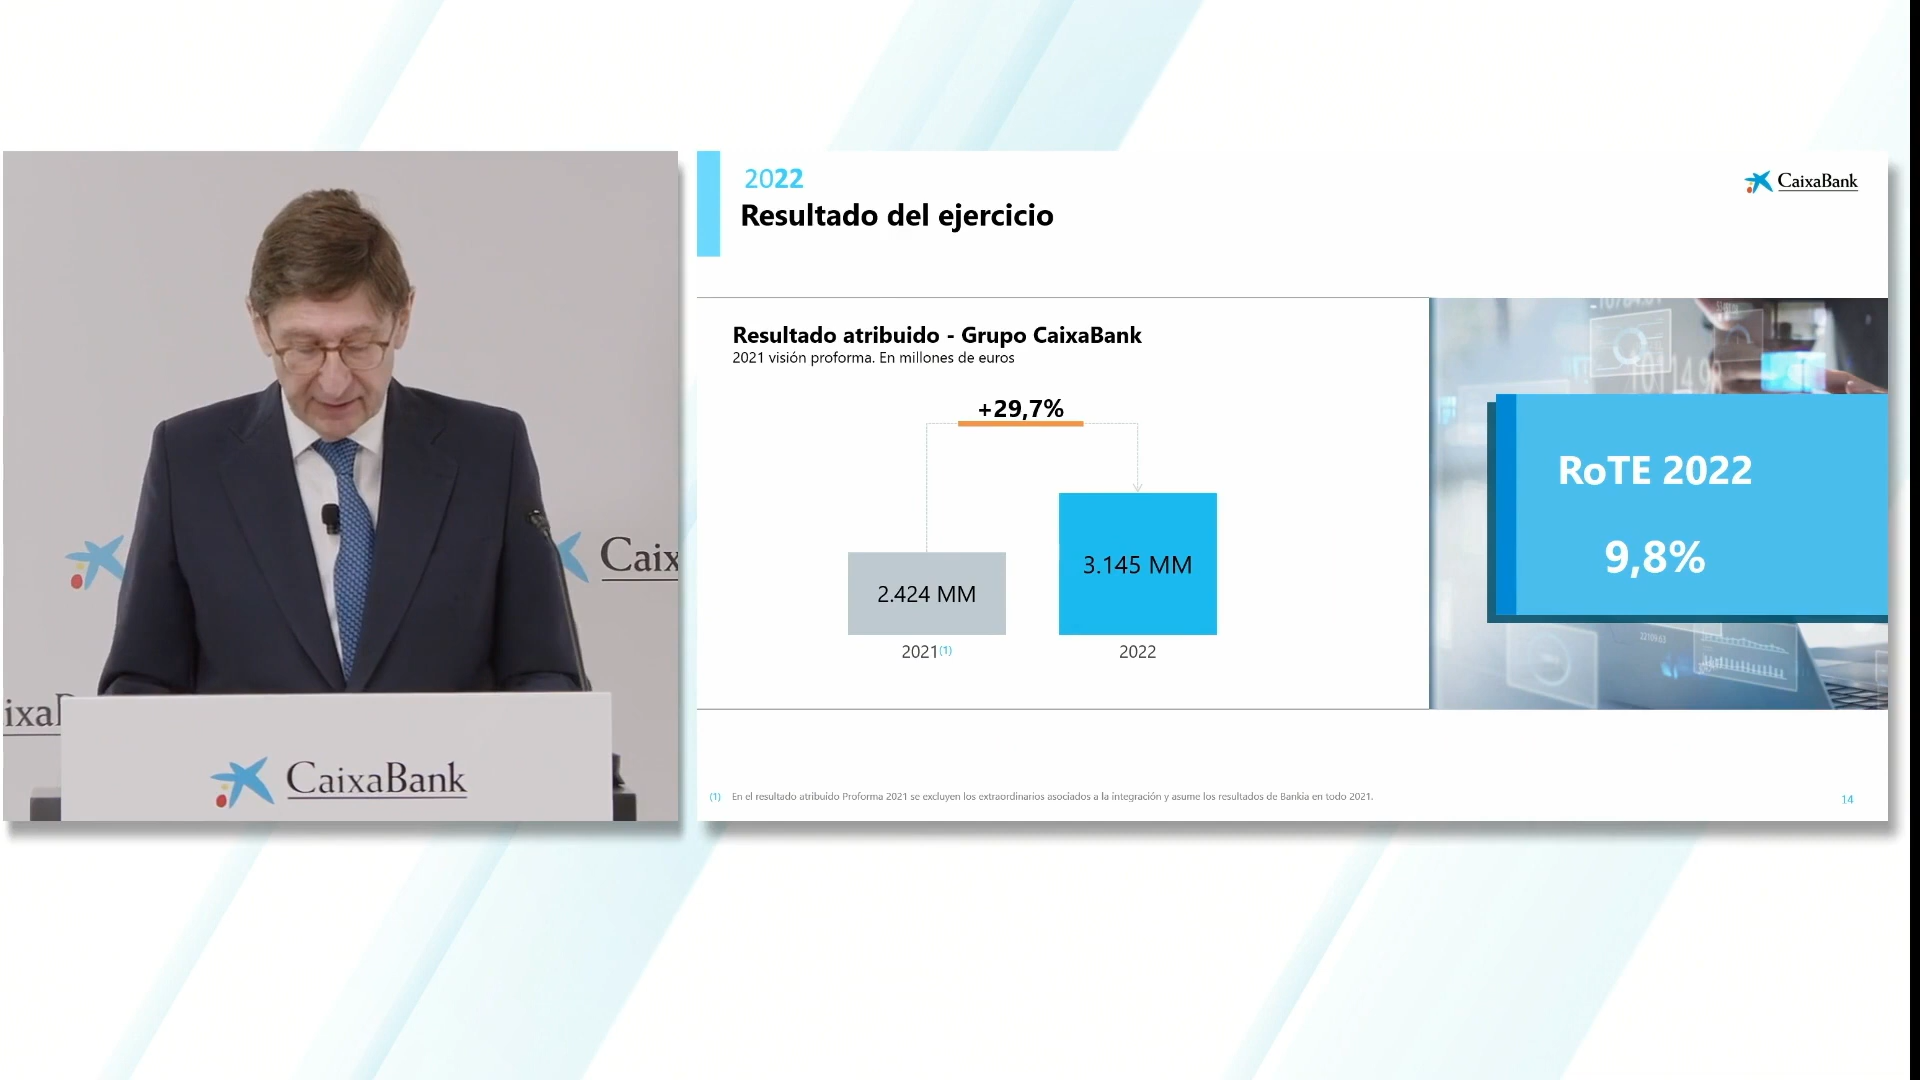 Caix
ixaB
CaixaBank
2022
Resultado del ejercicio
CaixaBank
Resultado atribuido - Grupo CaixaBank
2021 visión proforma. En millones de euros
+29,7%
2.424 MM
3.145 MM
2021(1)
2022
RoTE 2022
9,8%
(1) En el resultado atribuido Proforma 2021 se excluyen los extraordinarios asociados a la integración y asume los resultados de Bankia en todo 2021.
14